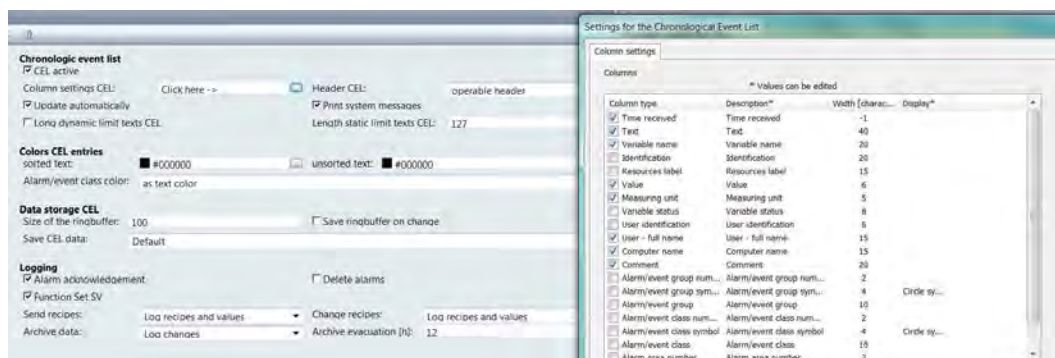 Chronologic event list
CEL active
Column settings CEL: Click here -> Header CEL: operable header
Update automatically Print system messages
Long dynamic limit texts CEL Length static limit texts CEL: 127
Colors CEL entries
sorted text: #000000 unsorted text: #000000
Alarm/event class color: as text color
Data storage CEL
Size of the ringbuffer: 100 Save ringbuffer on change
Save CEL data: Default
Logging
Alarm acknowledgement Delete alarms
Function Set SV
Send recipes: Log recipes and values Change recipes: Log recipes and values
Archive data: Log changes Archive evacuation [h]: 12
Settings for the Chronological Event List
Column settings
Columns
* Values can be edited
Column type Description* Width [charac... Display*
Time received Time received -1
Text Text 40
Variable name Variable name 20
Identification Identification 20
Resources label Resources label 15
Value Value 6
Measuring unit Measuring unit 5
Variable status Variable status 8
User identification User identification 6
User - full name User - full name 15
Computer name Computer name 15
Comment Comment 20
Alarm/event group num... Alarm/event group num... 2
Alarm/event group sym... Alarm/event group sym... 4 Circle sy...
Alarm/event group Alarm/event group 10
Alarm/event class num... Alarm/event class num... 2
Alarm/event class symbol Alarm/event class symbol 4 Circle sy...
Alarm/event class Alarm/event class 10
Alarm area number Alarm area number 2